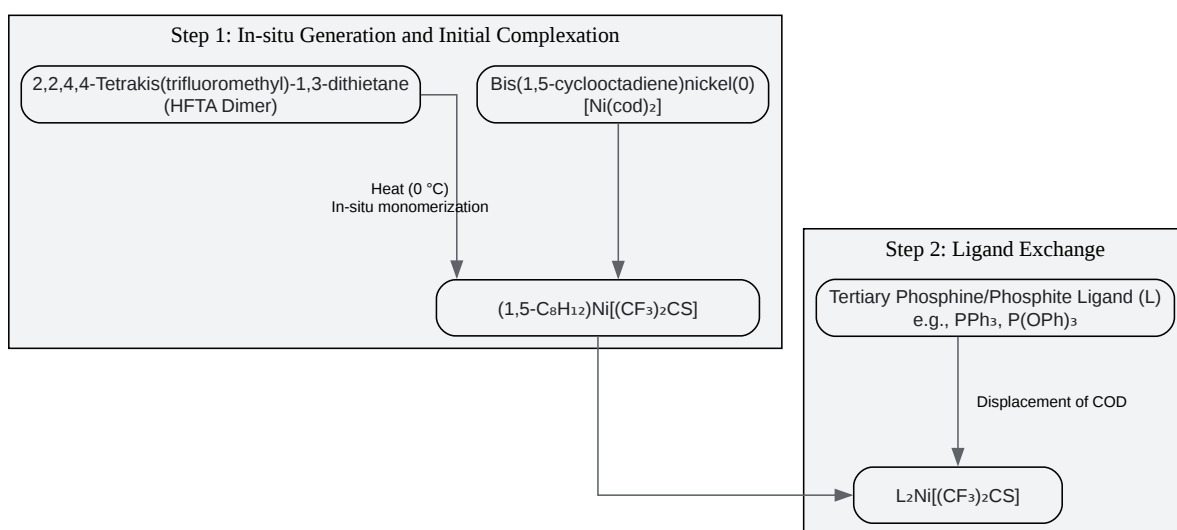 Step 1: In-situ Generation and Initial Complexation
2,2,4,4-Tetrakis(trifluoromethyl)-1,3-dithietane
(HFTA Dimer)
Bis(1,5-cyclooctadiene)nickel(0)
[Ni(cod)₂]
Heat (0 °C)
In-situ monomerization
(1,5-C₈H₁₂)Ni[(CF₃)₂CS]
Step 2: Ligand Exchange
Tertiary Phosphine/Phosphite Ligand (L)
e.g., PPh₃, P(OPh)₃
Displacement of COD
L₂Ni[(CF₃)₂CS]